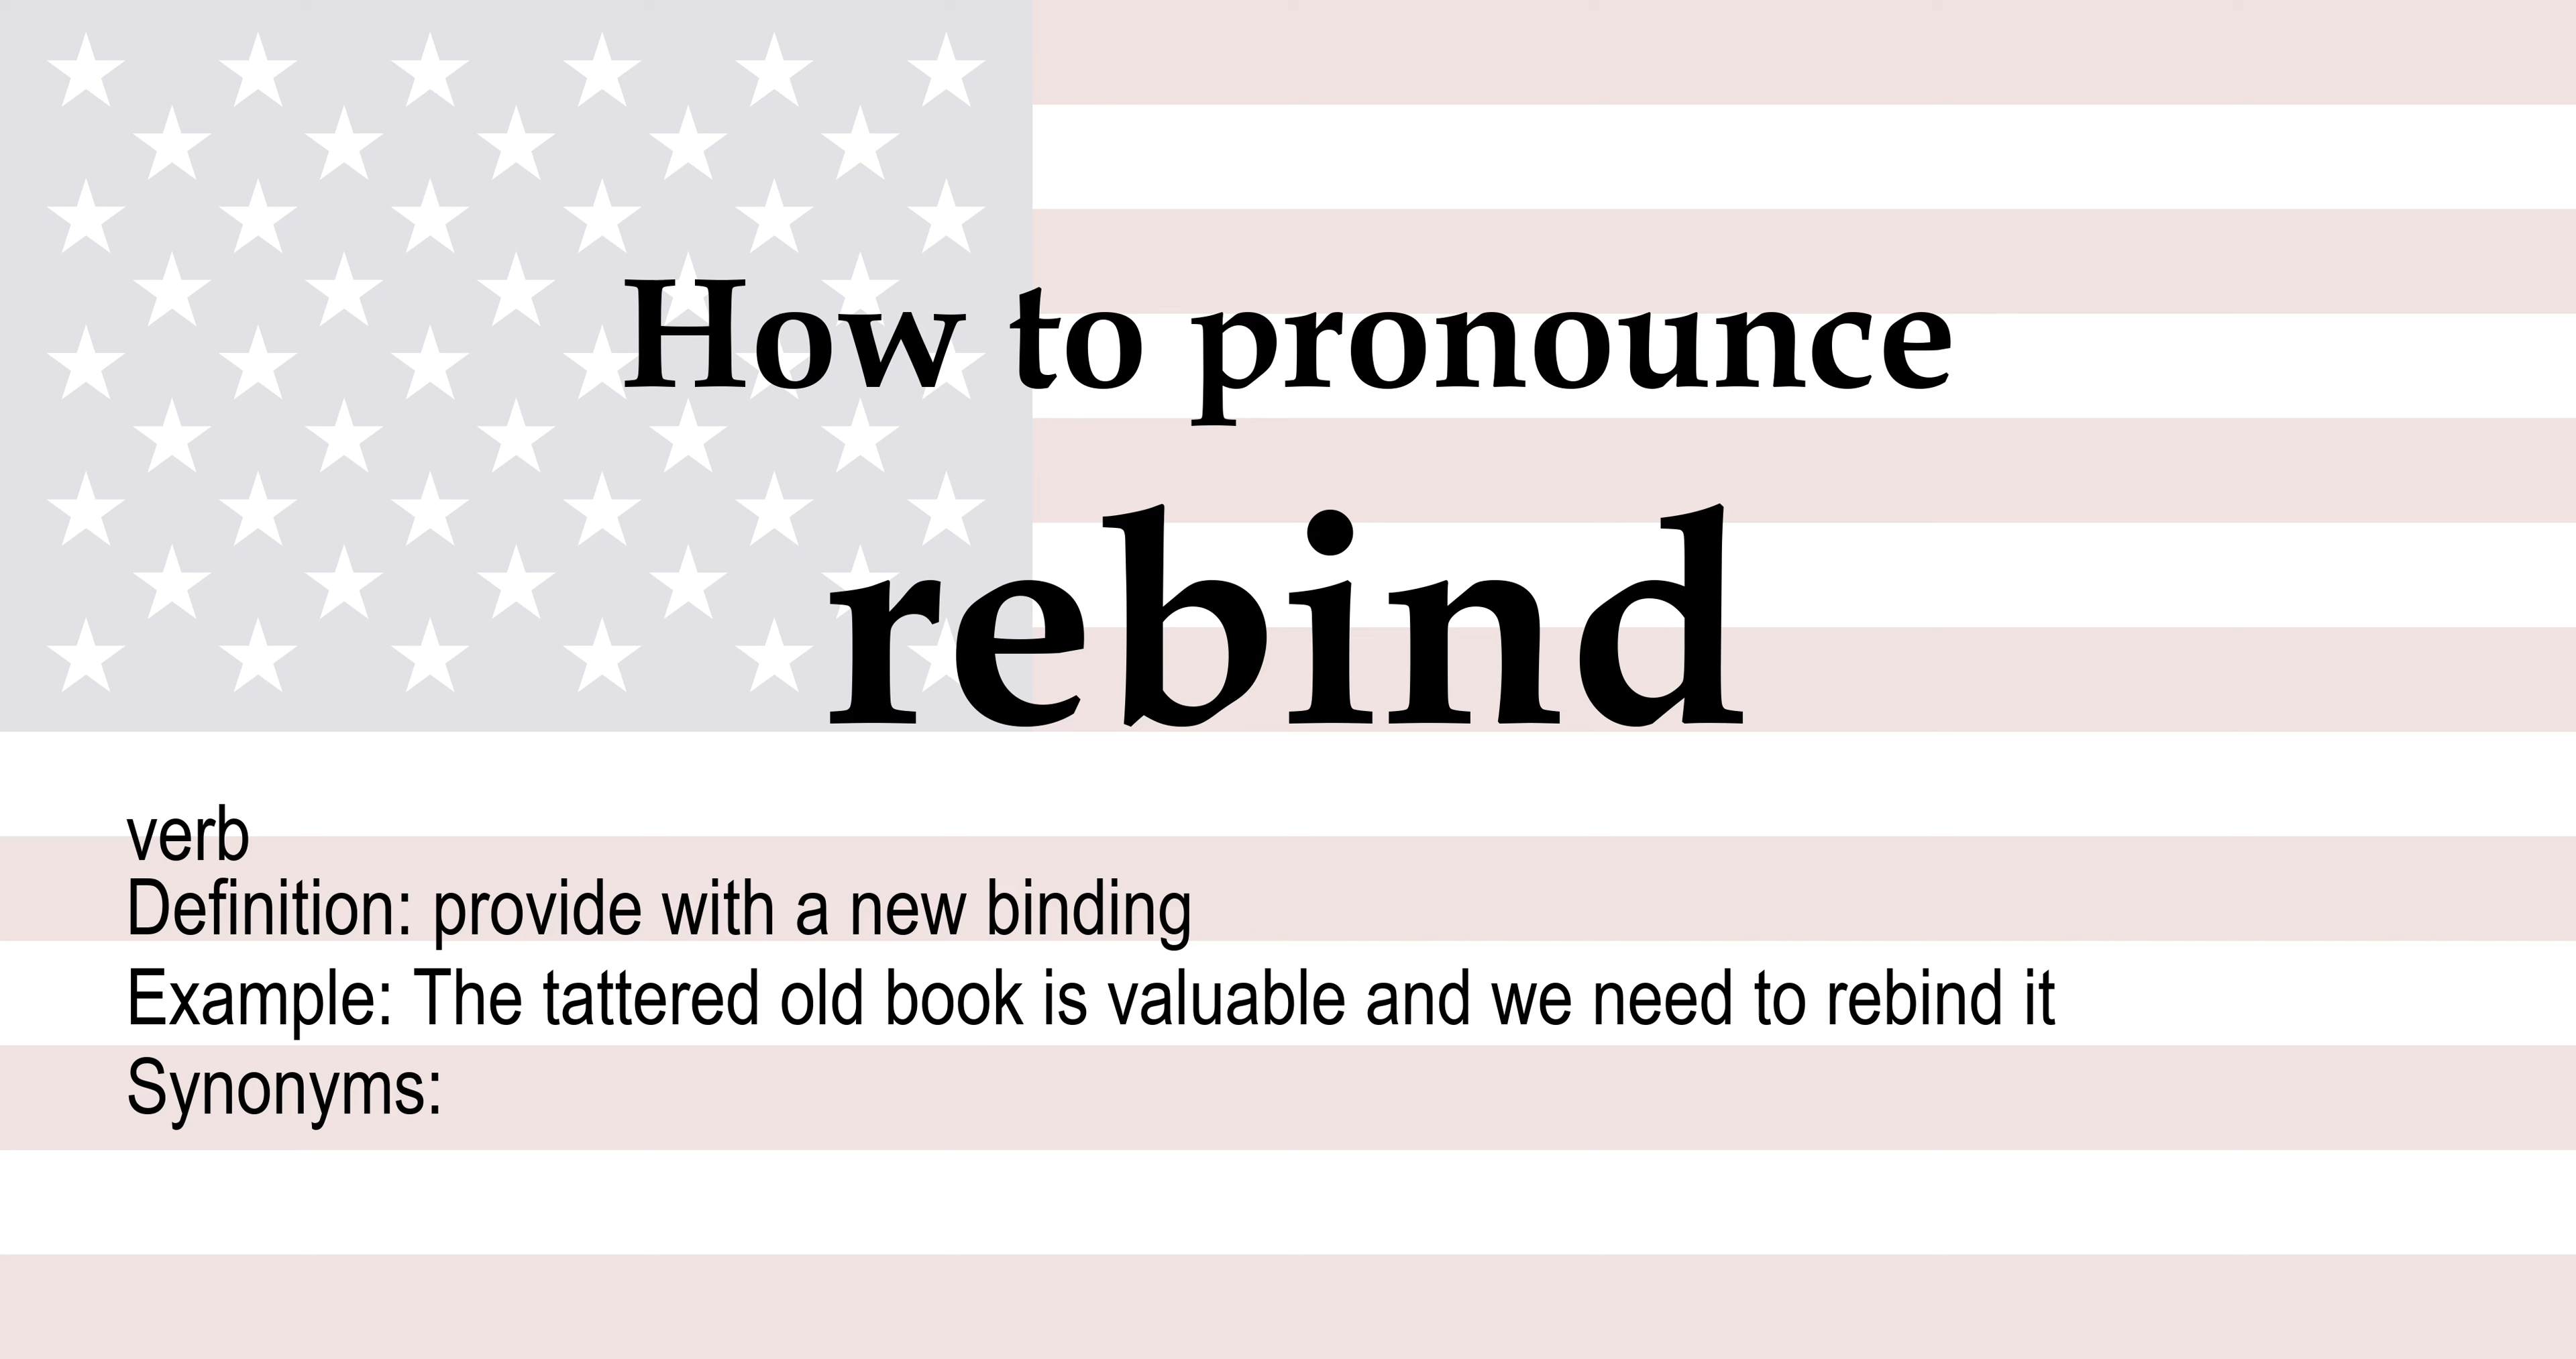 How to pronounce
rebind
verb
Definition: provide with a new binding
Example: The tattered old book is valuable and we need to rebind it
Synonyms: